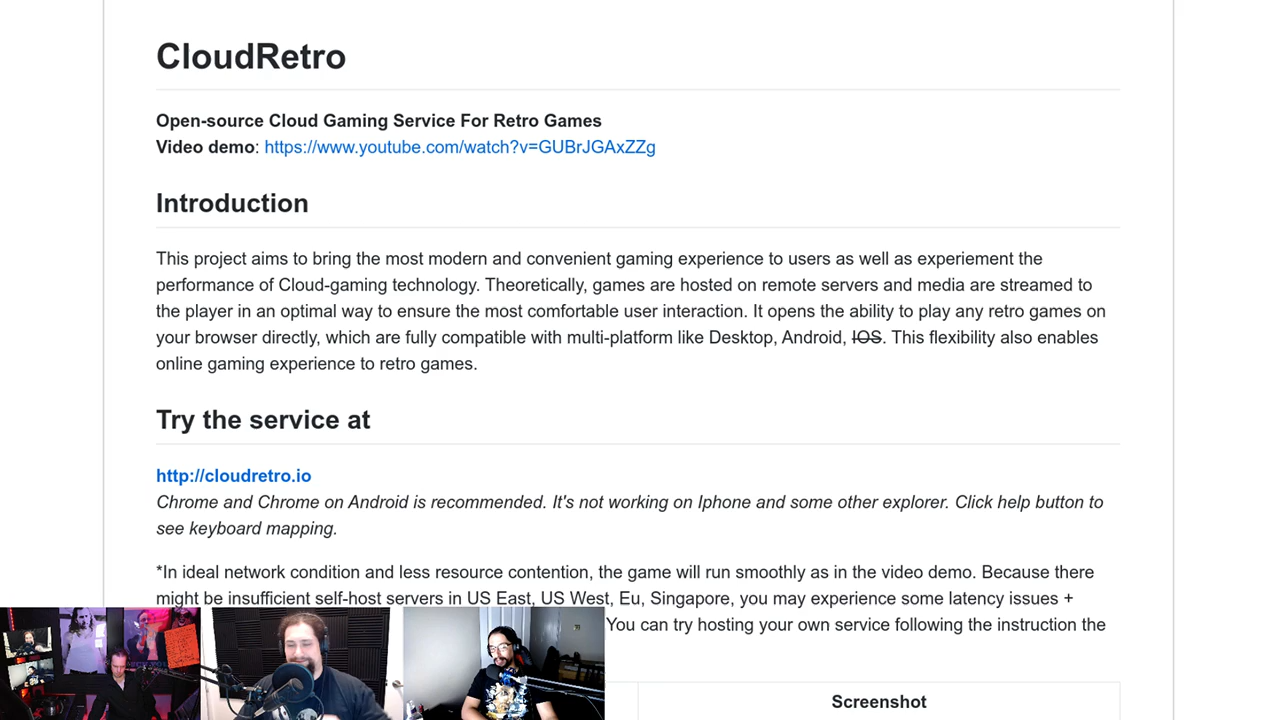 CloudRetro
Open-source Cloud Gaming Service For Retro Games
Video demo: https://www.youtube.com/watch?v=GUBrJGAxZZg
Introduction
This project aims to bring the most modern and convenient gaming experience to users as well as experiement the
performance of Cloud-gaming technology. Theoretically, games are hosted on remote servers and media are streamed to
the player in an optimal way to ensure the most comfortable user interaction. It opens the ability to play any retro games on
your browser directly, which are fully compatible with multi-platform like Desktop, Android, IOS. This flexibility also enables
online gaming experience to retro games.
Try the service at
http://cloudretro.io
Chrome and Chrome on Android is recommended. It's not working on Iphone and some other explorer. Click help button to
see keyboard mapping.
*In ideal network condition and less resource contention, the game will run smoothly as in the video demo. Because there
might be insufficient self-host servers in US East, US West, Eu, Singapore, you may experience some latency issues +
You can try hosting your own service following the instruction the
Screenshot